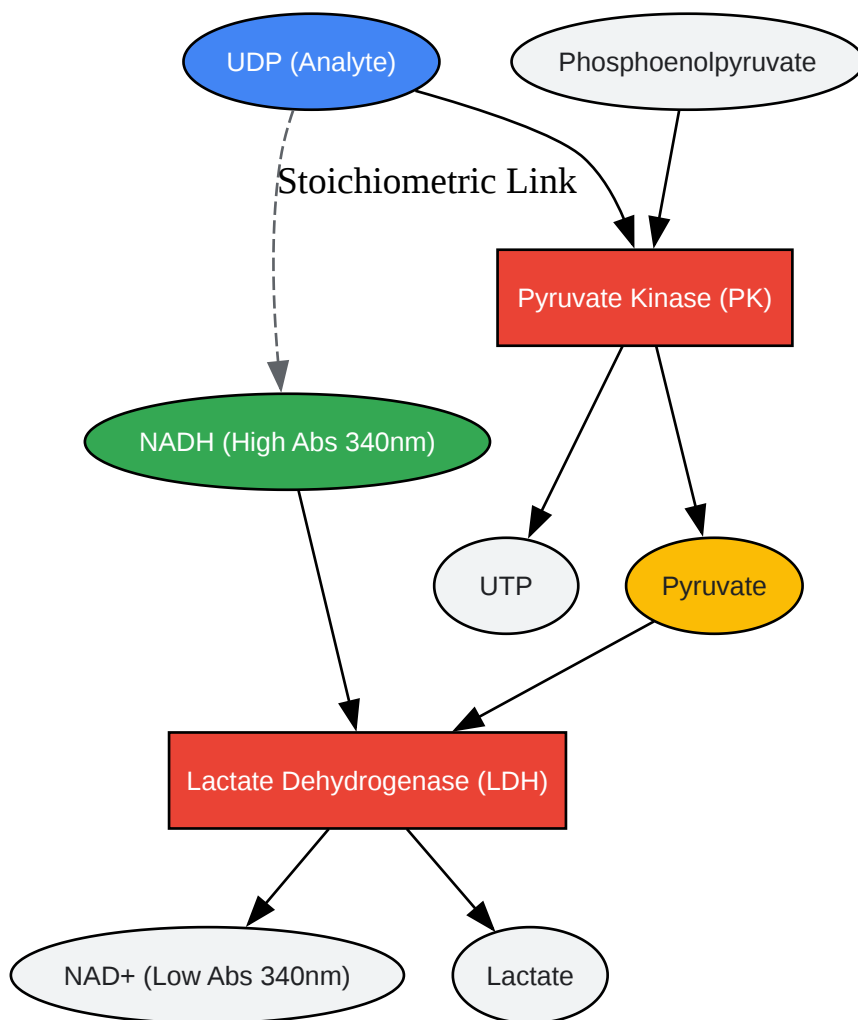 UDP (Analyte)
Phosphoenolpyruvate
Stoichiometric Link
Pyruvate Kinase (PK)
NADH (High Abs 340nm)
UTP
Pyruvate
Lactate Dehydrogenase (LDH)
NAD+ (Low Abs 340nm)
Lactate